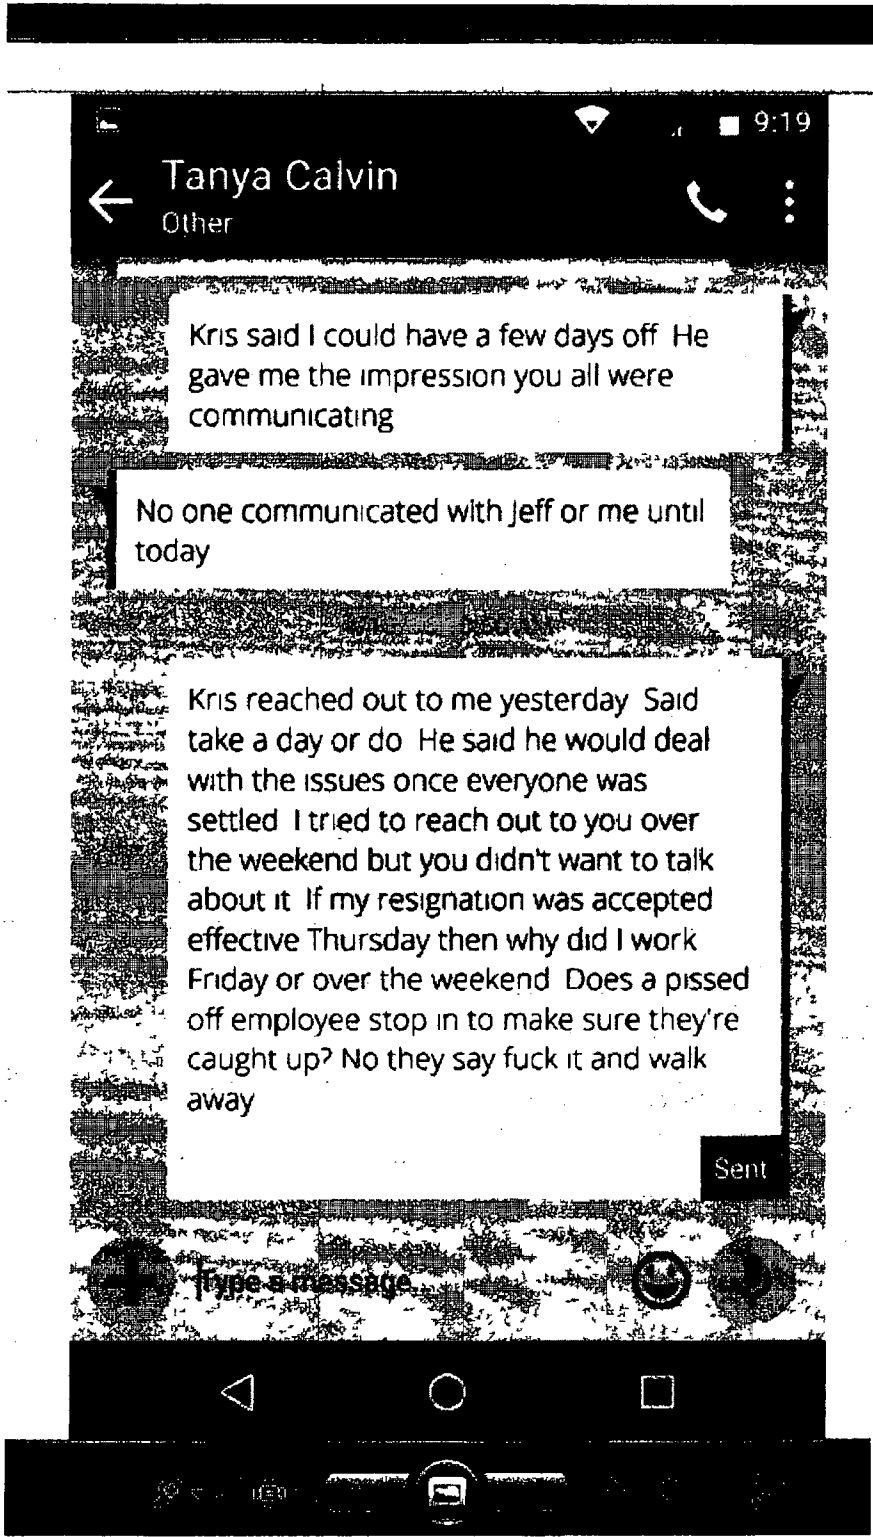 9:19
Tanya Calvin
Other
Kris said I could have a few days off He
gave me the impression you all were
communicating
No one communicated with Jeff or me until
today
Kris reached out to me yesterday Said
take a day or do He said he would deal
with the issues once everyone was
settled I tried to reach out to you over
the weekend but you didn't want to talk
about it If my resignation was accepted
effective Thursday then why did I work
Friday or over the weekend Does a pissed
off employee stop in to make sure they're
caught up? No they say fuck it and walk
away
Sent
Type a message